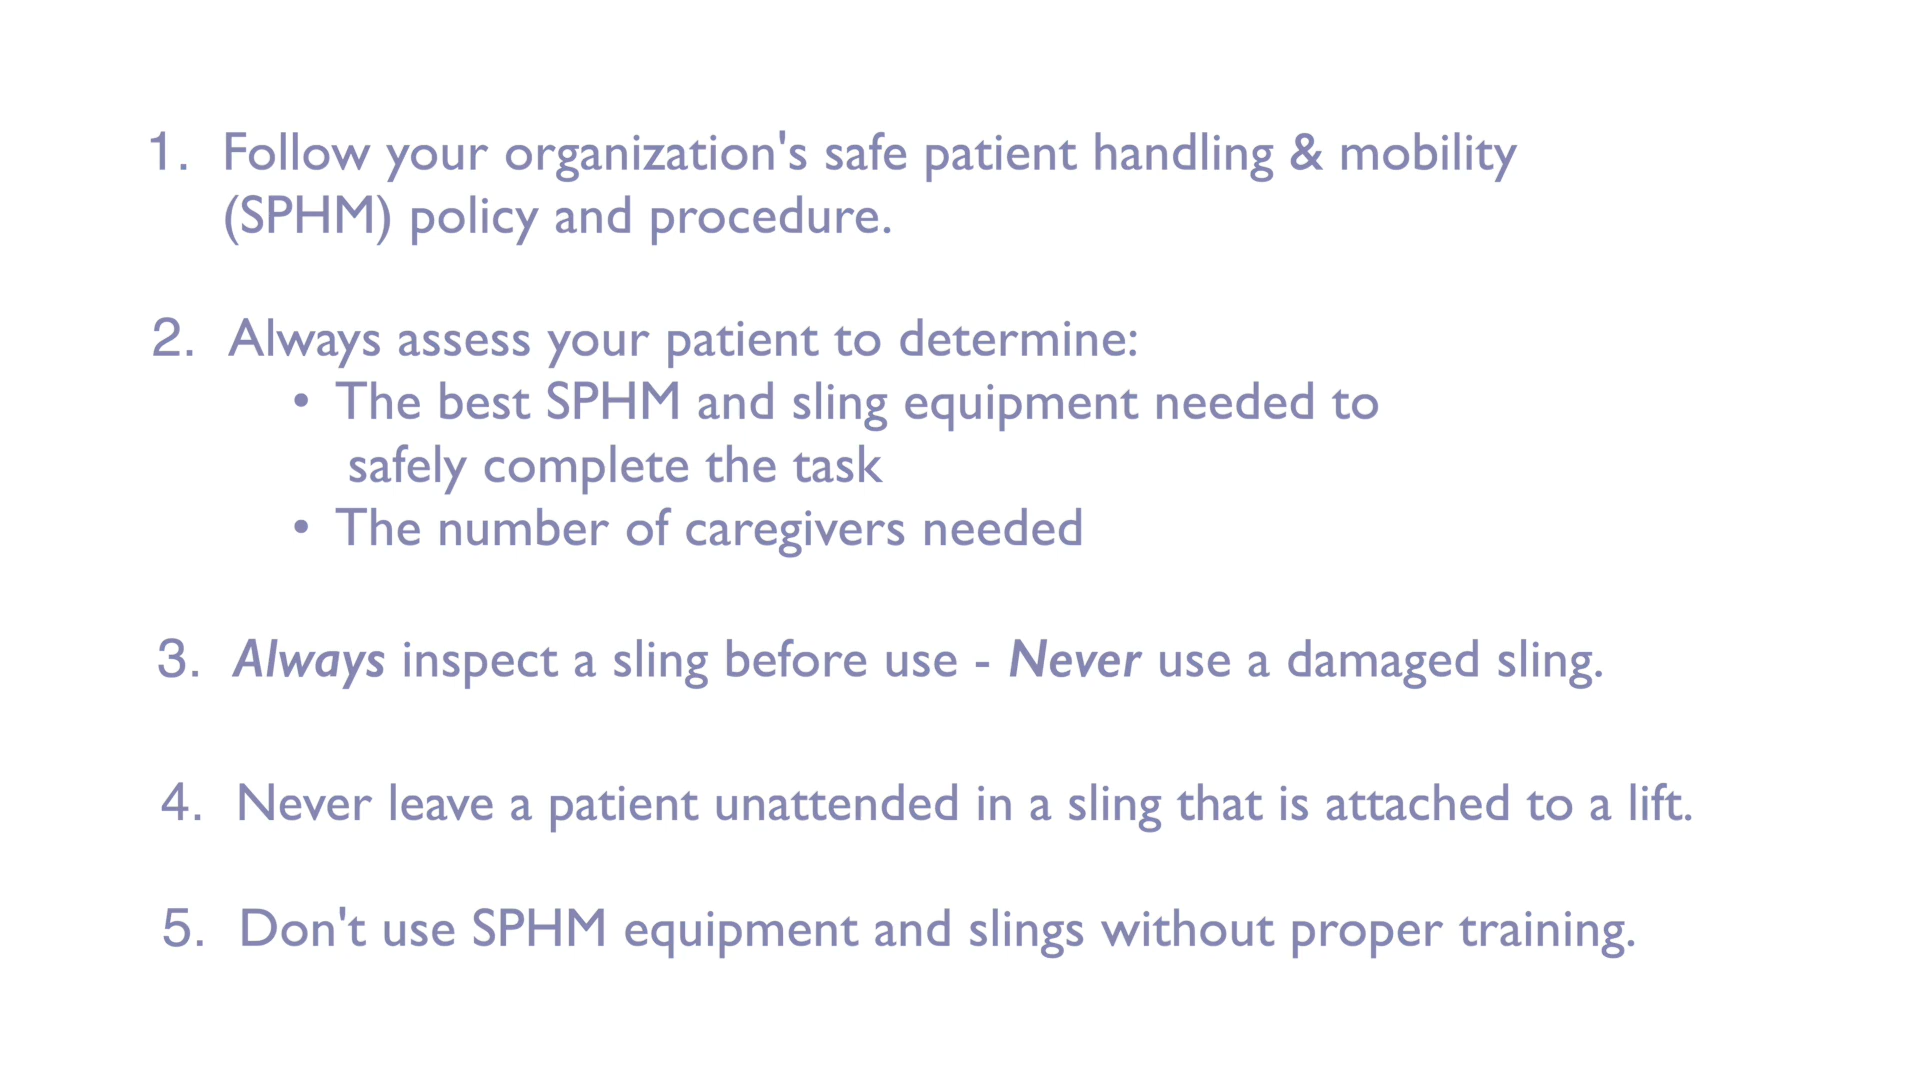 1. Follow your organization's safe patient handling & mobility
(SPHM) policy and procedure.
2. Always assess your patient to determine:
• The best SPHM and sling equipment needed to
safely complete the task
• The number of caregivers needed
3. Always inspect a sling before use - Never use a damaged sling.
4. Never leave a patient unattended in a sling that is attached to a lift.
5. Don't use SPHM equipment and slings without proper training.